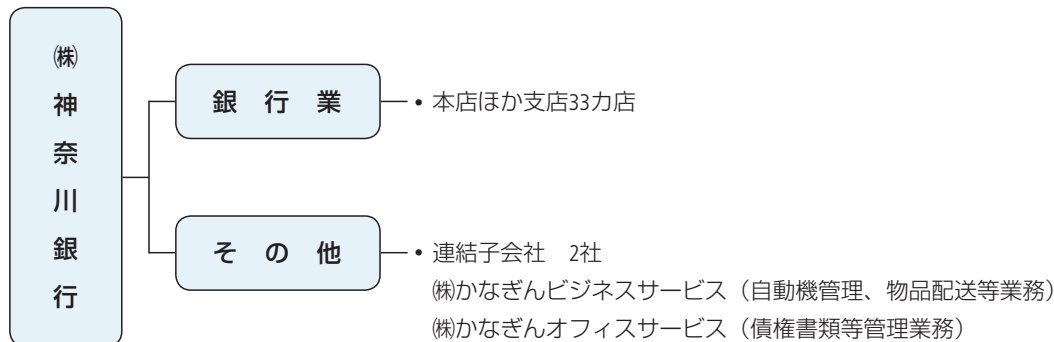 ㈱神奈川銀行
銀行業
• 本店ほか支店33カ店
その他
• 連結子会社　2社
㈱かなぎんビジネスサービス（自動機管理、物品配送等業務）
㈱かなぎんオフィスサービス（債権書類等管理業務）